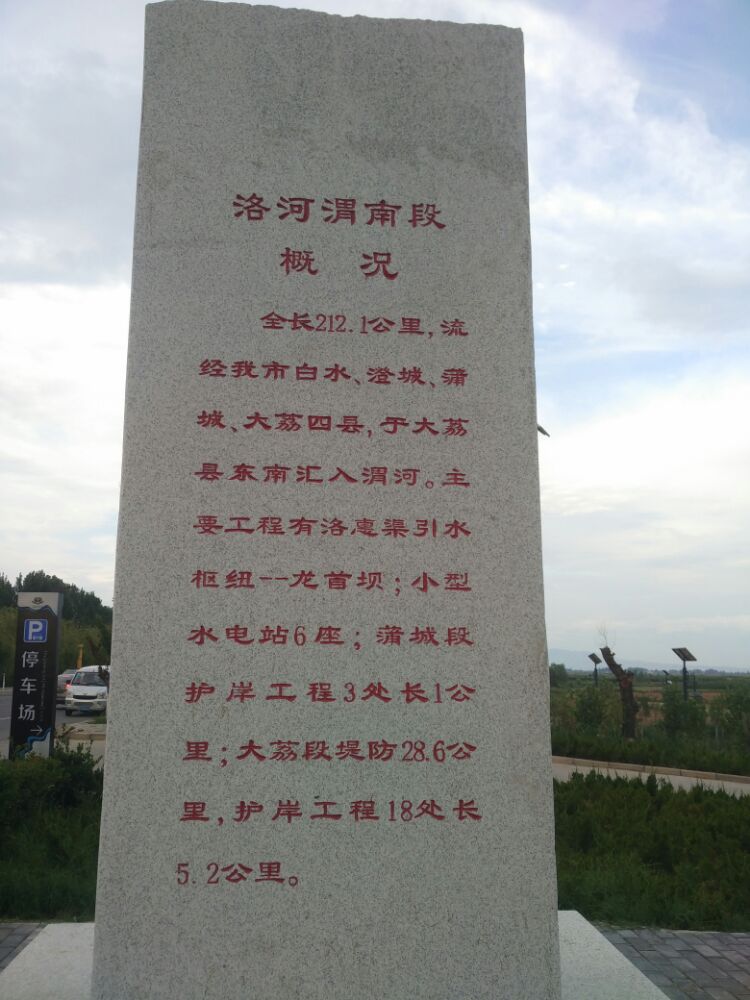 洛河渭南段
概 况
全长212.1公里,流
经我市白水、澄城、蒲
城、大荔四县,于大荔
县东南汇入渭河。主
要工程有洛惠渠引水
枢纽--龙首坝;小型
水电站6座;蒲城段
护岸工程3处长1公
里;大荔段堤防28.6公
里,护岸工程18处长
5.2公里。
P
停车场